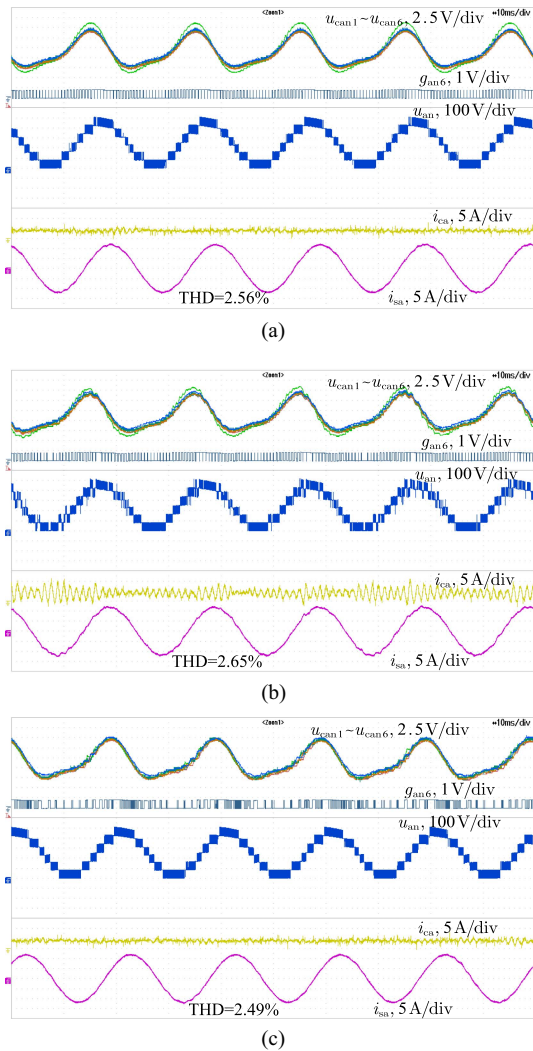 <Zoom1> ↔10ms/div
u_can1 ~ u_can6, 2.5 V/div
g_an6, 1 V/div
u_an, 100 V/div
i_ca, 5 A/div
THD=2.56% i_sa, 5 A/div
(a)
<Zoom1> ↔10ms/div
u_can1 ~ u_can6, 2.5 V/div
g_an6, 1 V/div
u_an, 100 V/div
i_ca, 5 A/div
THD=2.65% i_sa, 5 A/div
(b)
<Zoom1> ↔10ms/div
u_can1 ~ u_can6, 2.5 V/div
g_an6, 1 V/div
u_an, 100 V/div
i_ca, 5 A/div
THD=2.49% i_sa, 5 A/div
(c)